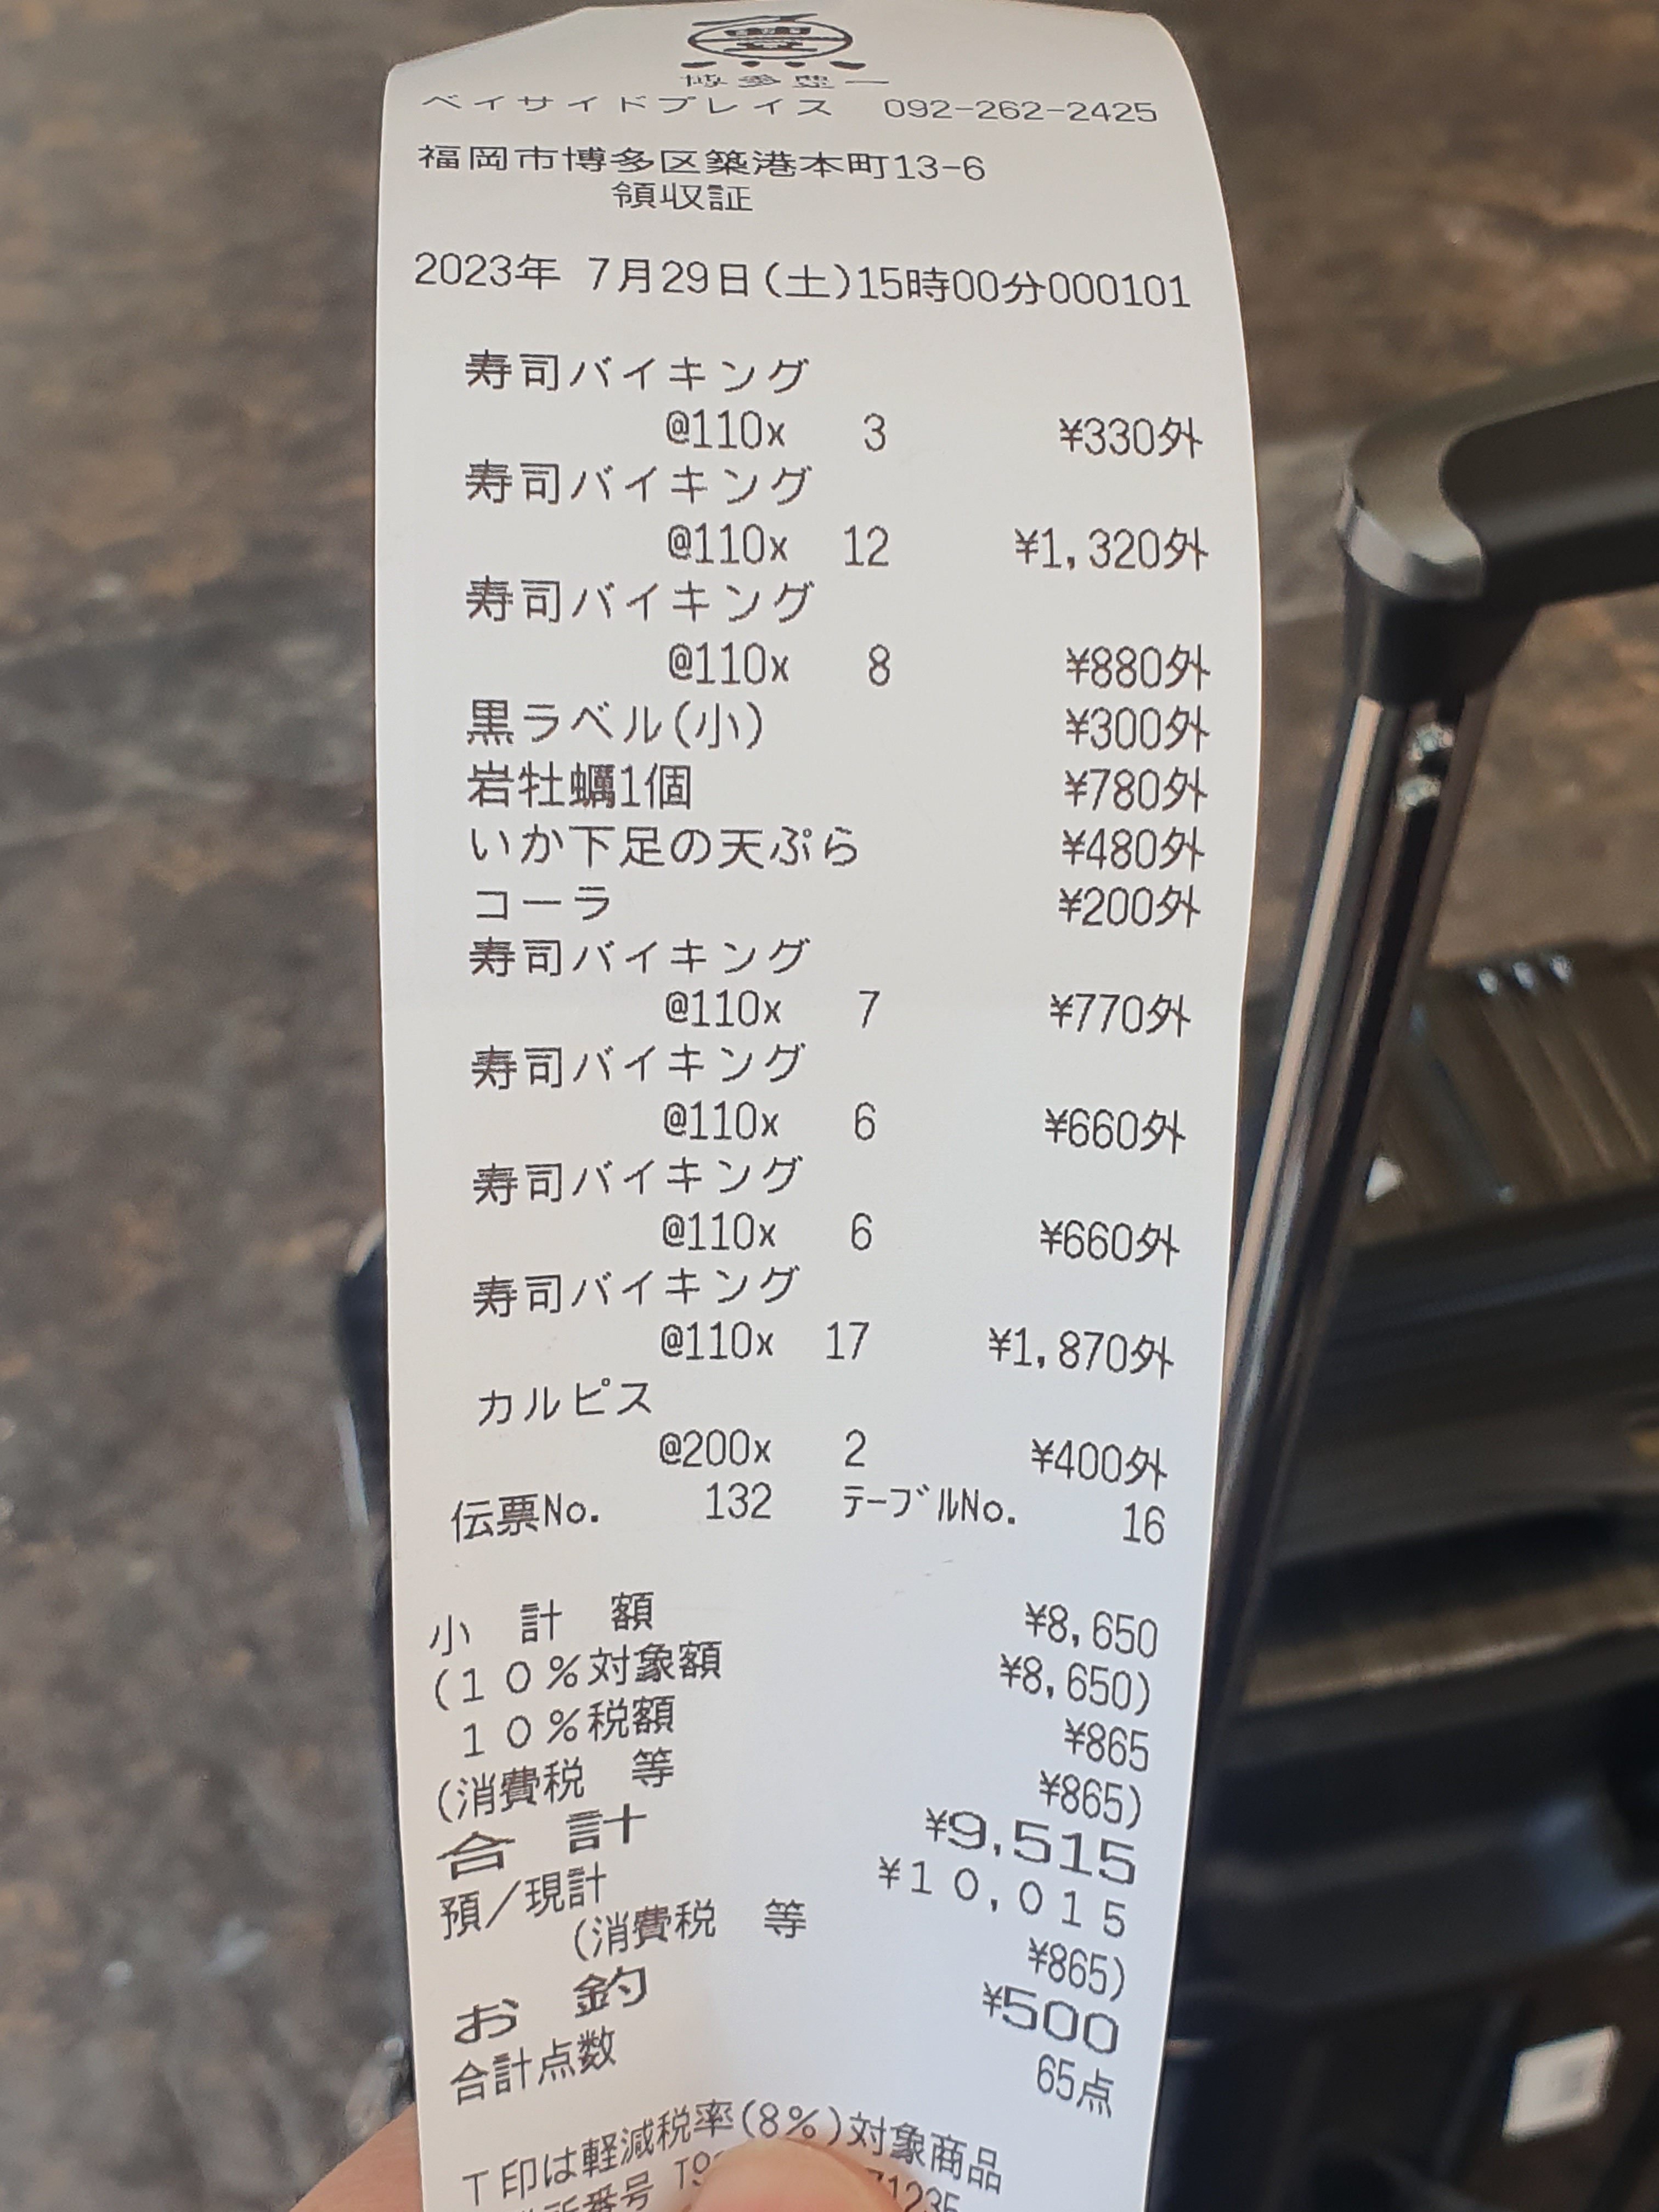 博多豊一
ベイサイドプレイス 092-262-2425
福岡市博多区築港本町13-6
領収証
2023年 7月29日(土)15時00分000101
寿司バイキング
@110x 3 ¥330外
寿司バイキング
@110x 12 ¥1,320外
寿司バイキング
@110x 8 ¥880外
黒ラベル(小) ¥300外
岩牡蠣1個 ¥780外
いか下足の天ぷら ¥480外
コーラ ¥200外
寿司バイキング
@110x 7 ¥770外
寿司バイキング
@110x 6 ¥660外
寿司バイキング
@110x 6 ¥660外
寿司バイキング
@110x 17 ¥1,870外
カルピス
@200x 2 ¥400外
伝票No. 132 テーブルNo. 16
小 計 額 ¥8,650
(10%対象額 ¥8,650)
10%税額 ¥865
(消費税 等 ¥865)
合 計 ¥9,515
預/現計 ¥10,015
(消費税 等 ¥865)
お 釣 ¥500
合計点数 65点
T印は軽減税率(8%)対象商品
番号 T9 71235